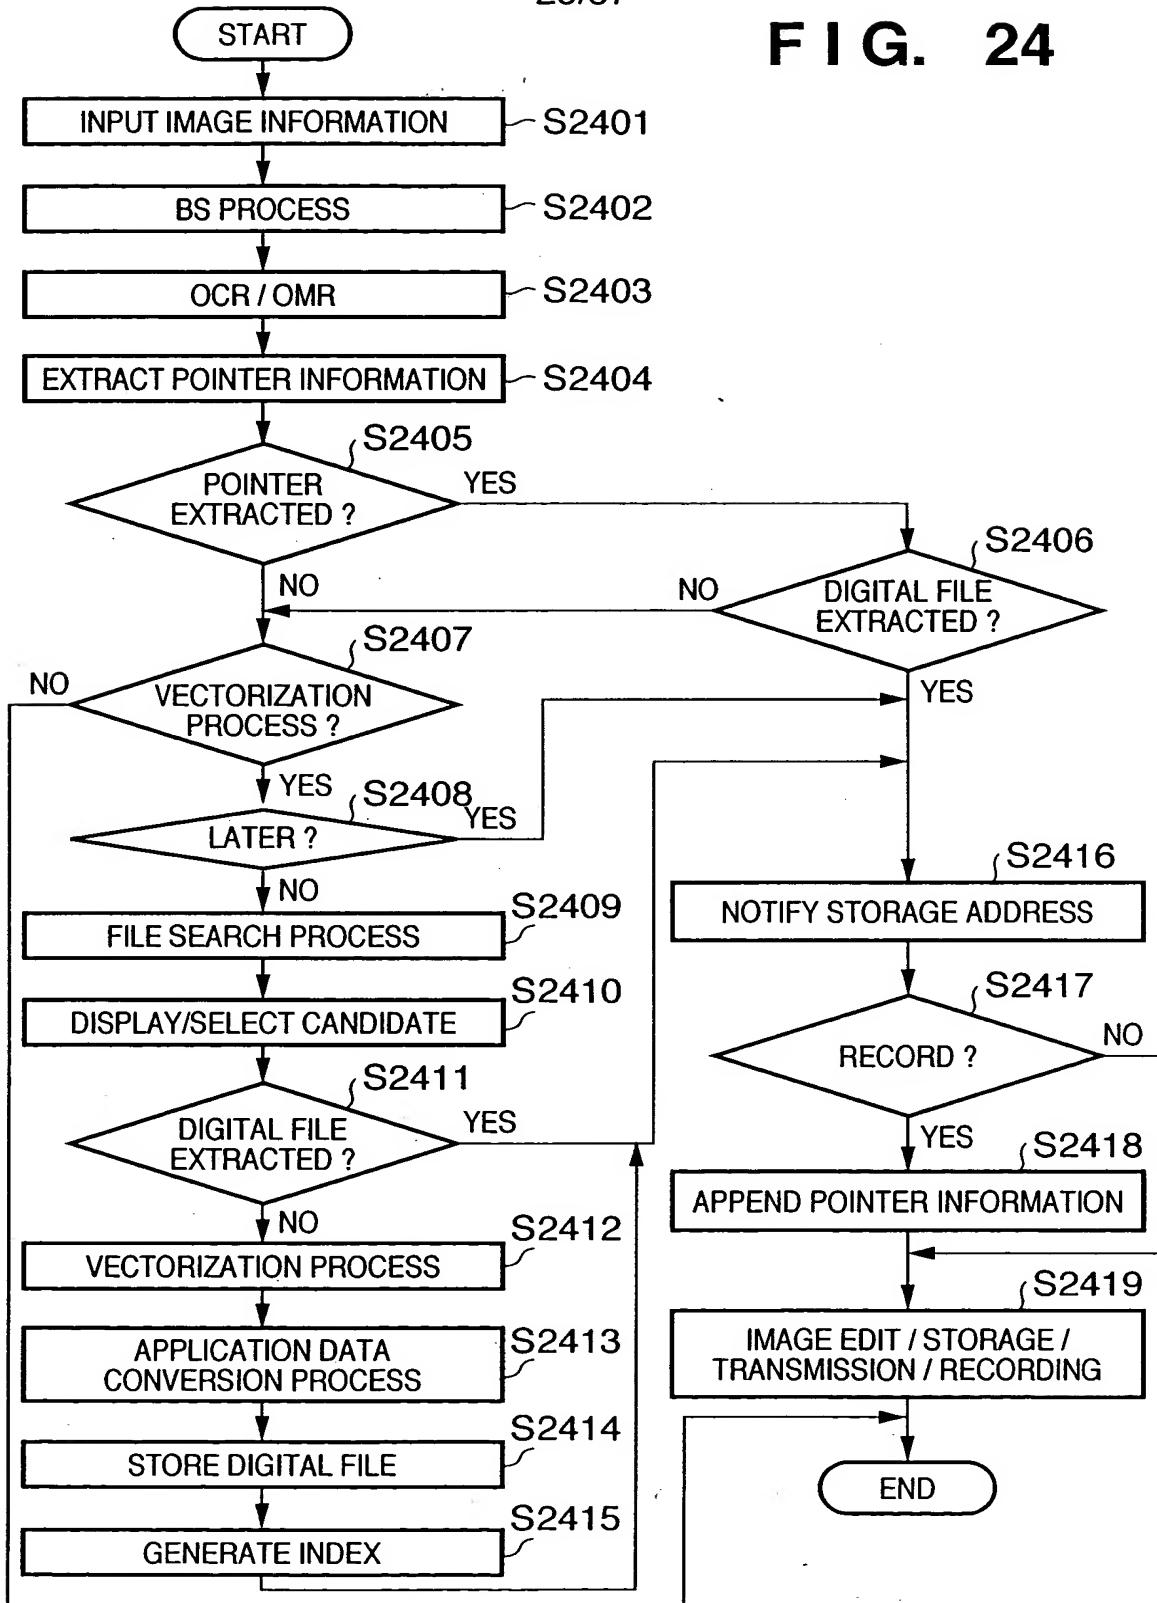 FIG. 24
START
INPUT IMAGE INFORMATION
S2401
BS PROCESS
S2402
OCR / OMR
S2403
EXTRACT POINTER INFORMATION
S2404
S2405
POINTER
EXTRACTED ?
YES
NO
S2406
DIGITAL FILE
EXTRACTED ?
NO
YES
S2407
VECTORIZATION
PROCESS ?
NO
YES
S2408
LATER ?
YES
NO
S2409
FILE SEARCH PROCESS
S2410
DISPLAY/SELECT CANDIDATE
S2411
DIGITAL FILE
EXTRACTED ?
YES
NO
S2412
VECTORIZATION PROCESS
S2413
APPLICATION DATA
CONVERSION PROCESS
S2414
STORE DIGITAL FILE
S2415
GENERATE INDEX
S2416
NOTIFY STORAGE ADDRESS
S2417
RECORD ?
NO
YES
S2418
APPEND POINTER INFORMATION
S2419
IMAGE EDIT / STORAGE /
TRANSMISSION / RECORDING
END